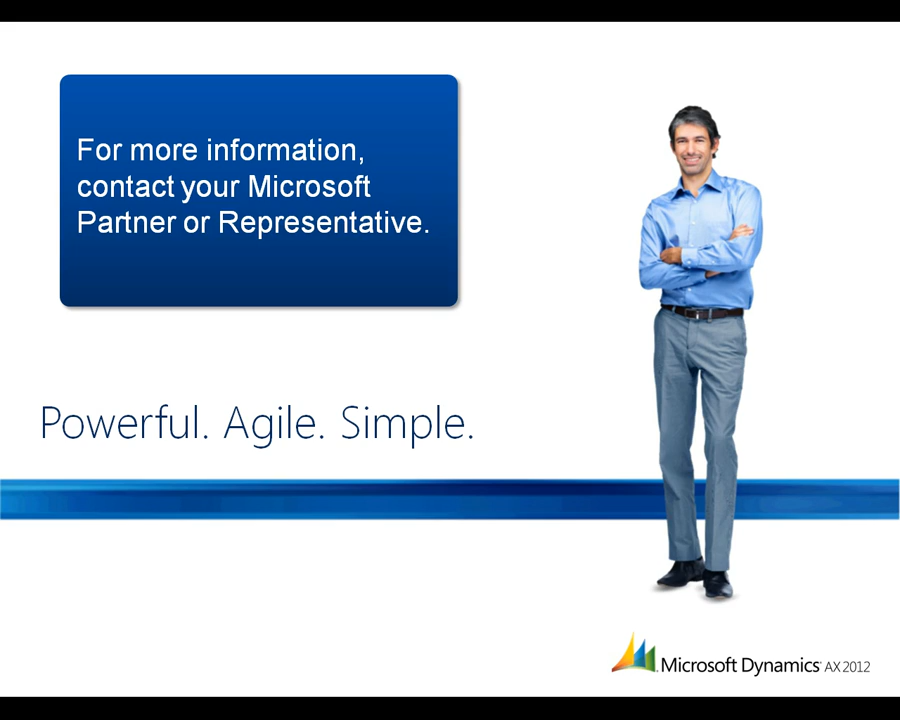 For more information,
contact your Microsoft
Partner or Representative.
Powerful. Agile. Simple.
Microsoft Dynamics AX 2012